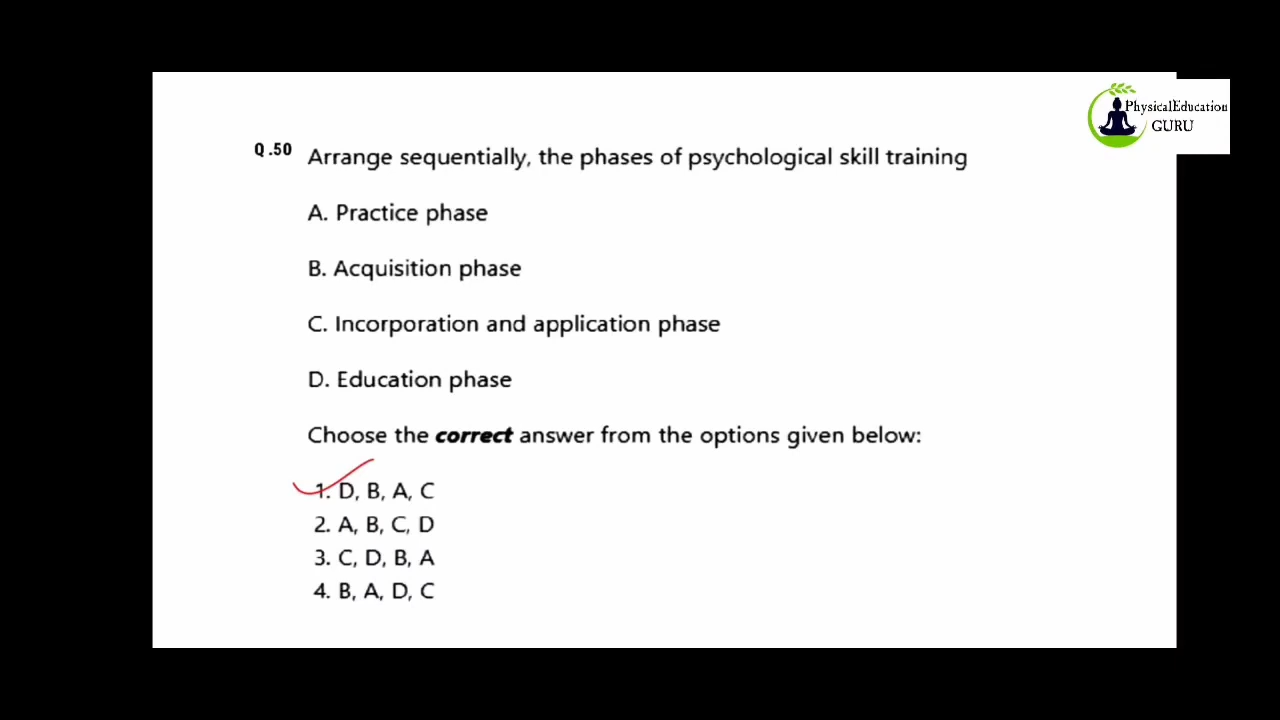 PhysicalEducation
GURU
Q.50 Arrange sequentially, the phases of psychological skill training
A. Practice phase
B. Acquisition phase
C. Incorporation and application phase
D. Education phase
Choose the correct answer from the options given below:
1. D, B, A, C
2. A, B, C, D
3. C, D, B, A
4. B, A, D, C